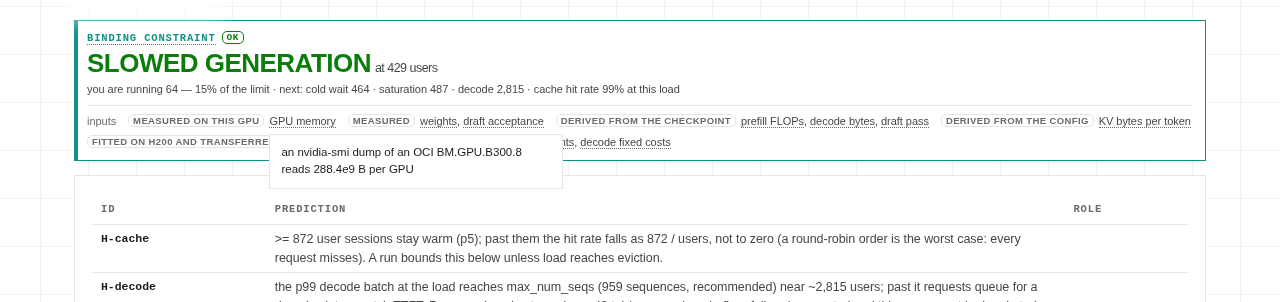 BINDING CONSTRAINT OK
SLOWED GENERATION at 429 users
you are running 64 — 15% of the limit · next: cold wait 464 · saturation 487 · decode 2,815 · cache hit rate 99% at this load
inputs MEASURED ON THIS GPU GPU memory MEASURED weights, draft acceptance DERIVED FROM THE CHECKPOINT prefill FLOPs, decode bytes, draft pass DERIVED FROM THE CONFIG KV bytes per token
FITTED ON H200 AND decode fixed costs
an nvidia-smi dump of an OCI BM.GPU.B300.8
reads 288.4e9 B per GPU
ID PREDICTION ROLE
H-cache >= 872 user sessions stay warm (p5); past them the hit rate falls as 872 / users, not to zero (a round-robin order is the worst case: every
request misses). A run bounds this below unless load reaches eviction.
H-decode the p99 decode batch at the load reaches max_num_seqs (959 sequences, recommended) near ~2,815 users; past it requests queue for a